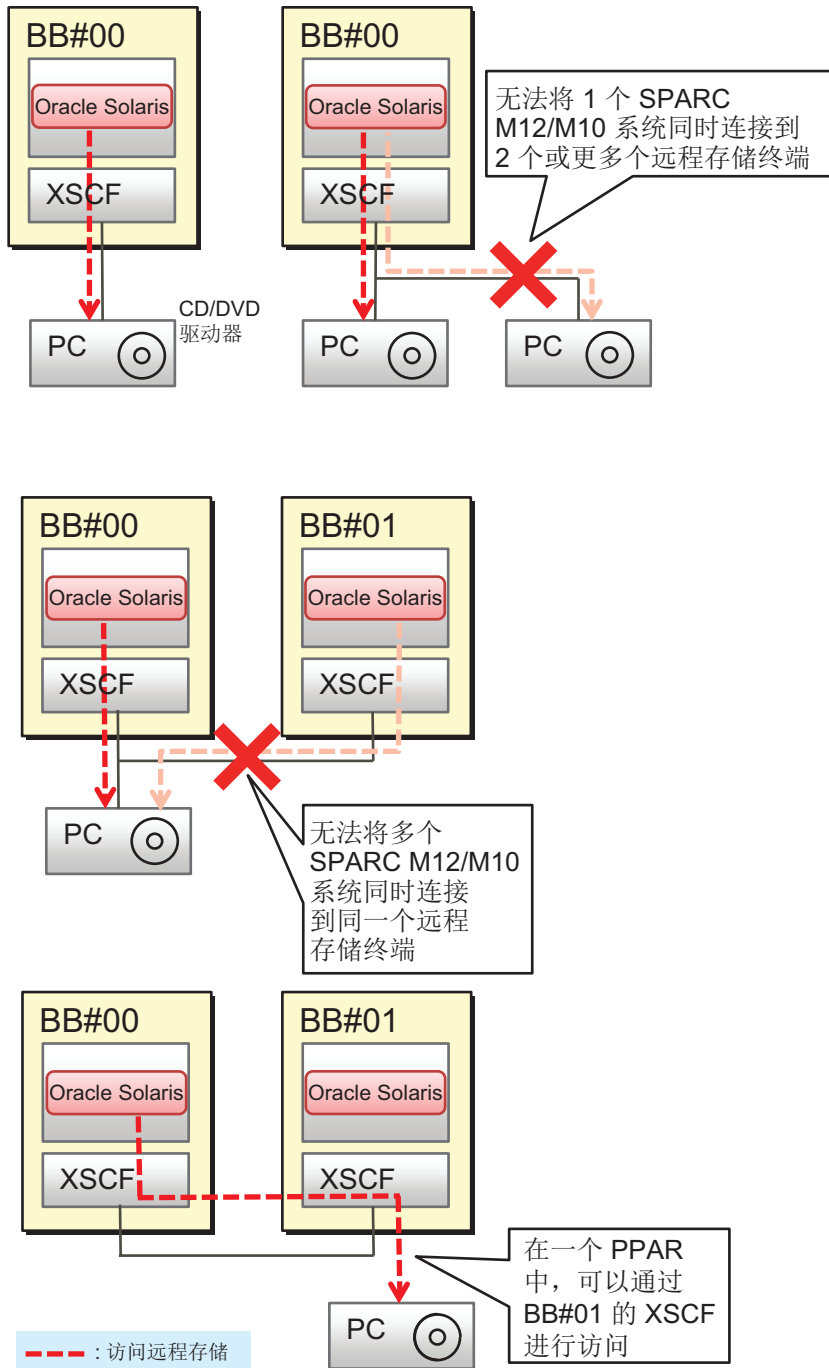 BB#00
Oracle Solaris
XSCF
PC
CD/DVD
驱动器
BB#00
Oracle Solaris
XSCF
PC
PC
无法将 1 个 SPARC
M12/M10 系统同时连接到
2 个或更多个远程存储终端
BB#00
Oracle Solaris
XSCF
PC
BB#01
Oracle Solaris
XSCF
无法将多个
SPARC M12/M10
系统同时连接
到同一个远程
存储终端
BB#00
Oracle Solaris
XSCF
BB#01
Oracle Solaris
XSCF
PC
在一个 PPAR
中，可以通过
BB#01 的 XSCF
进行访问
: 访问远程存储